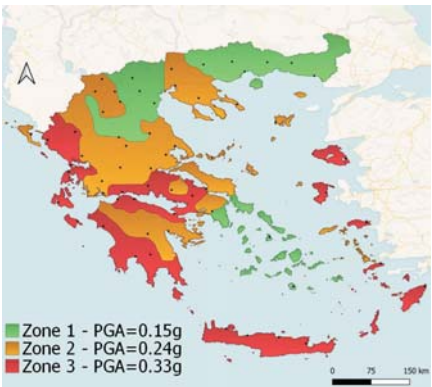 Zone 1 - PGA=0.15g
Zone 2 - PGA=0.24g
Zone 3 - PGA=0.33g
0 75 150 km